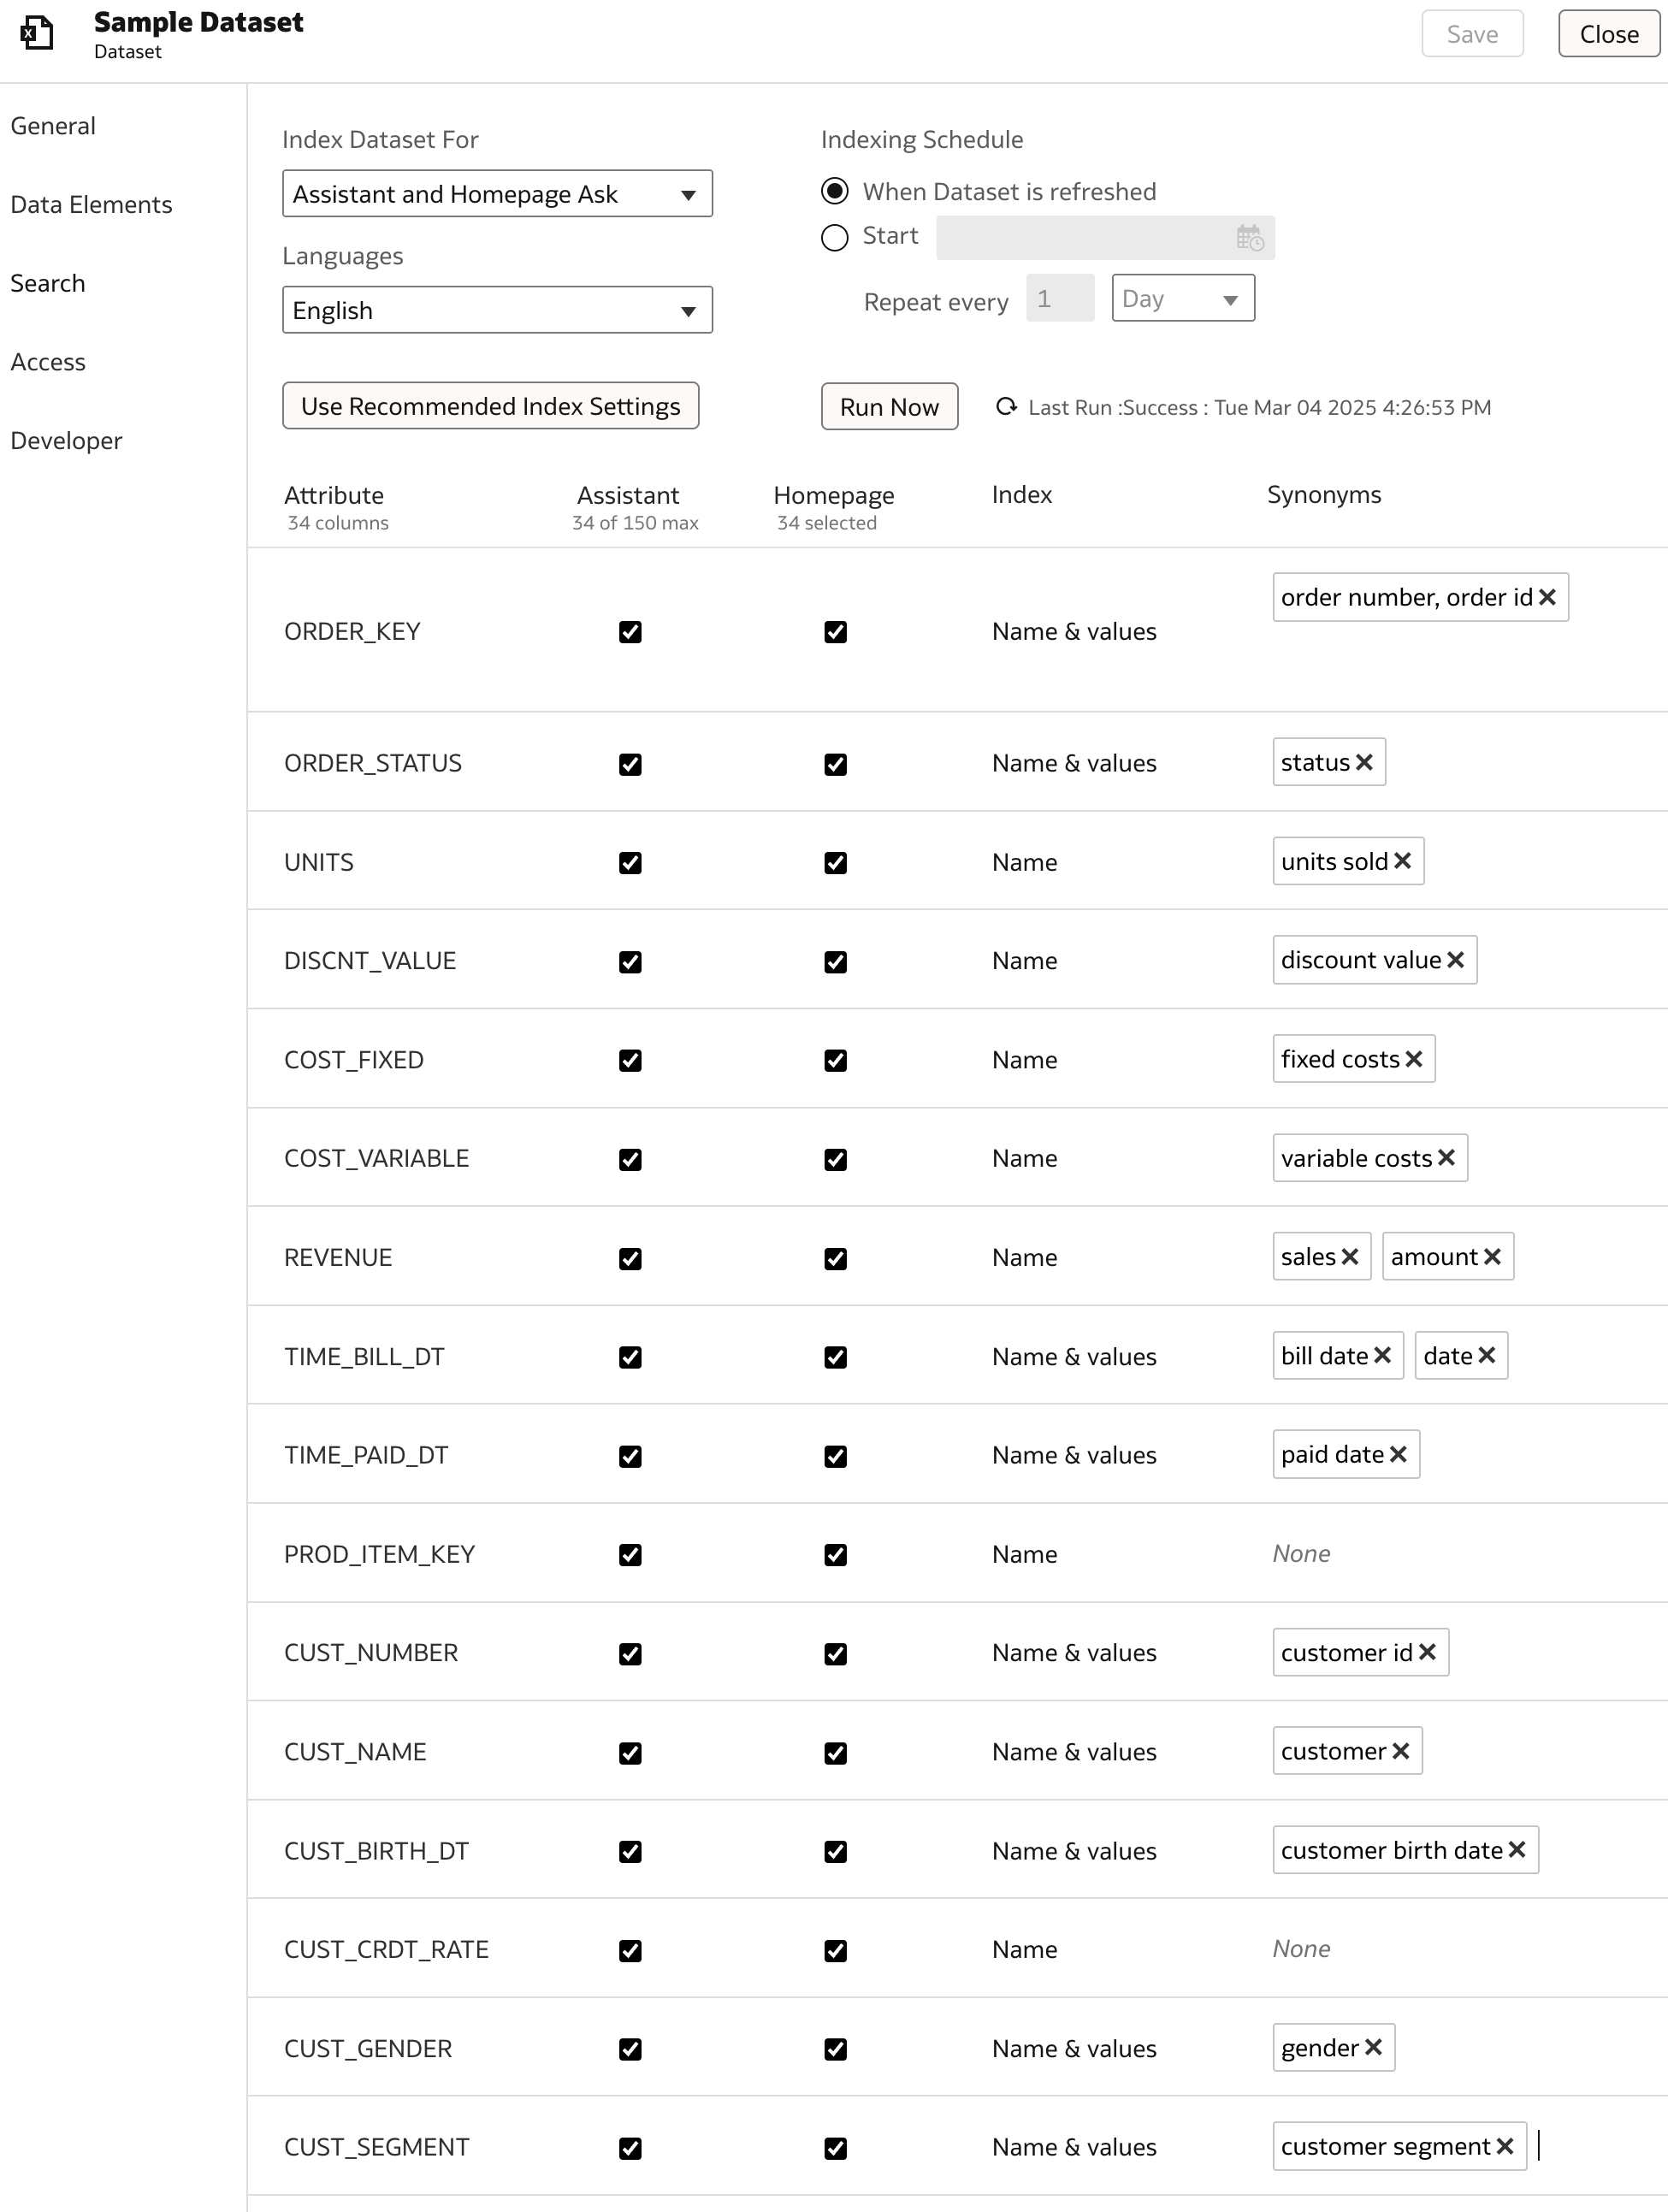 Sample Dataset
Dataset
Save
Close
General
Data Elements
Search
Access
Developer
Index Dataset For
Assistant and Homepage Ask
Languages
English
Use Recommended Index Settings
Indexing Schedule
When Dataset is refreshed
Start
Repeat every 1 Day
Run Now
Last Run :Success : Tue Mar 04 2025 4:26:53 PM
Attribute Assistant Homepage Index Synonyms
34 columns 34 of 150 max 34 selected
ORDER_KEY Name & values order number, order id
ORDER_STATUS Name & values status
UNITS Name units sold
DISCNT_VALUE Name discount value
COST_FIXED Name fixed costs
COST_VARIABLE Name variable costs
REVENUE Name sales amount
TIME_BILL_DT Name & values bill date date
TIME_PAID_DT Name & values paid date
PROD_ITEM_KEY Name None
CUST_NUMBER Name & values customer id
CUST_NAME Name & values customer
CUST_BIRTH_DT Name & values customer birth date
CUST_CRDT_RATE Name None
CUST_GENDER Name & values gender
CUST_SEGMENT Name & values customer segment